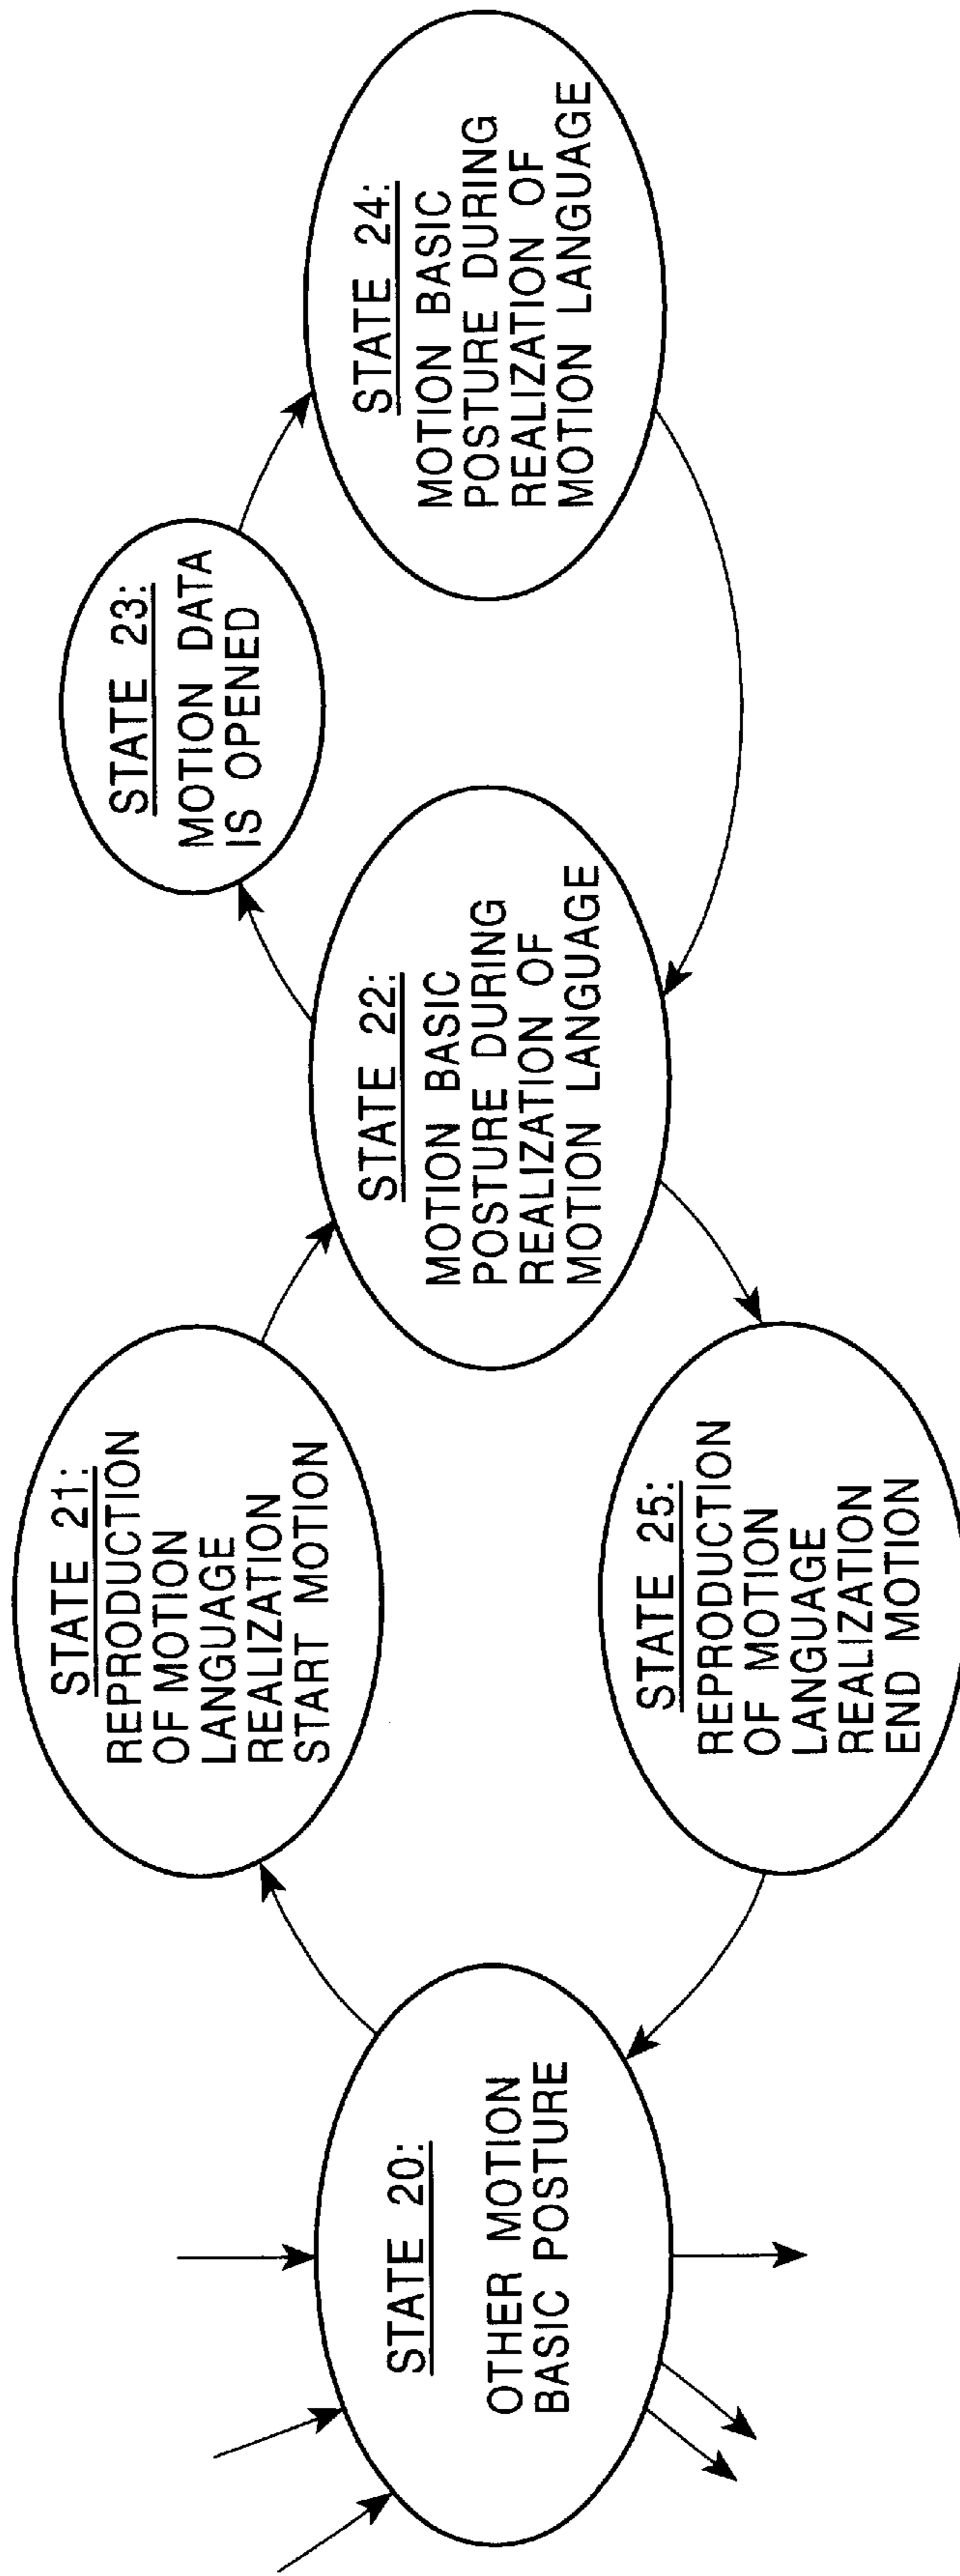 STATE 20:
OTHER MOTION
BASIC POSTURE
STATE 21:
REPRODUCTION
OF MOTION
LANGUAGE
REALIZATION
START MOTION
STATE 22:
MOTION BASIC
POSTURE DURING
REALIZATION OF
MOTION LANGUAGE
STATE 23:
MOTION DATA
IS OPENED
STATE 24:
MOTION BASIC
POSTURE DURING
REALIZATION OF
MOTION LANGUAGE
STATE 25:
REPRODUCTION
OF MOTION
LANGUAGE
REALIZATION
END MOTION